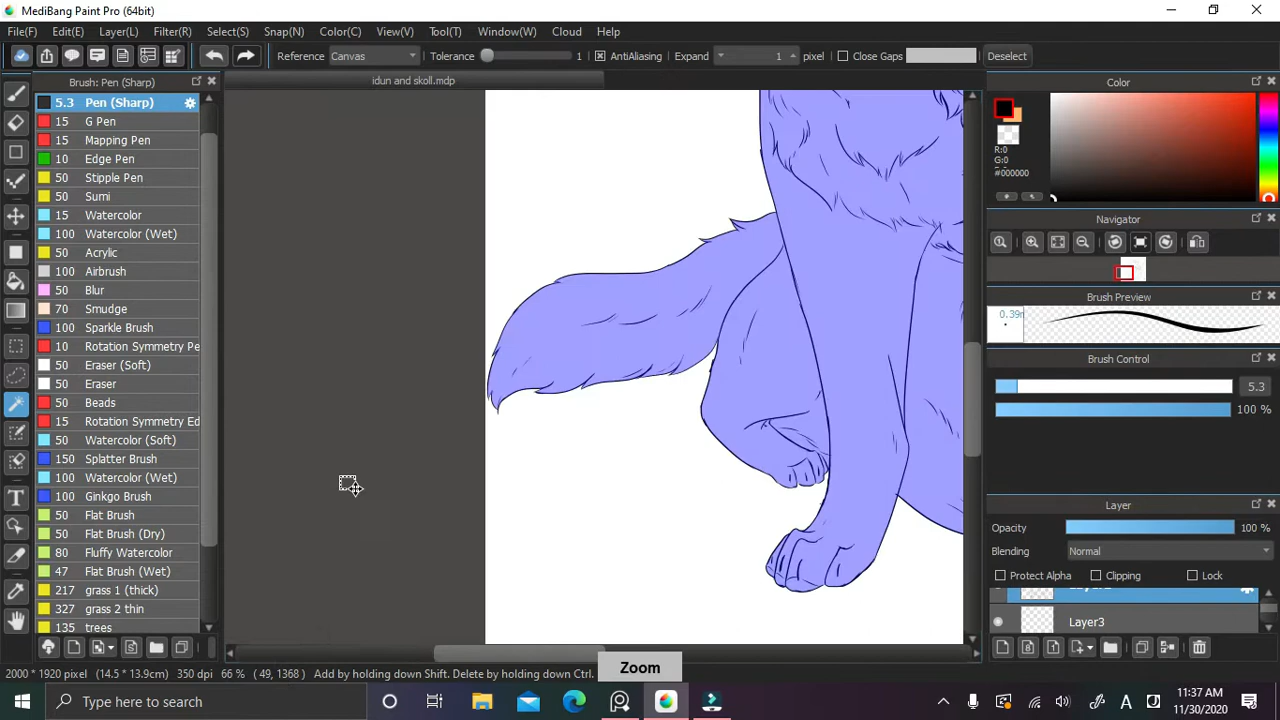 MediBang Paint Pro (64bit)
File(F) Edit(E) Layer(L) Filter(R) Select(S) Snap(N) Color(C) View(V) Tool(T) Window(W) Cloud Help
Reference Canvas Tolerance 1 AntiAliasing Expand 1 pixel Close Gaps Deselect
Brush: Pen (Sharp)
idun and skoll.mdp
Color
5.3 Pen (Sharp)
15 G Pen
15 Mapping Pen
10 Edge Pen
50 Stipple Pen
50 Sumi
15 Watercolor
100 Watercolor (Wet)
50 Acrylic
100 Airbrush
50 Blur
70 Smudge
100 Sparkle Brush
10 Rotation Symmetry Pe
50 Eraser (Soft)
50 Eraser
50 Beads
15 Rotation Symmetry Ed
50 Watercolor (Soft)
150 Splatter Brush
100 Watercolor (Wet)
100 Ginkgo Brush
50 Flat Brush
50 Flat Brush (Dry)
80 Fluffy Watercolor
47 Flat Brush (Wet)
217 grass 1 (thick)
327 grass 2 thin
135 trees
R:0
G:0
#000000
Navigator
Brush Preview
Brush Control
5.3
100 %
Layer
Opacity 100 %
Blending Normal
Protect Alpha Clipping Lock
Layer3
Zoom
2000 * 1920 pixel (14.5 * 13.9cm) 350 dpi 66 % ( 49, 1368 ) Add by holding down Shift. Delete by holding down Ctrl.
Type here to search
A
11:37 AM
11/30/2020